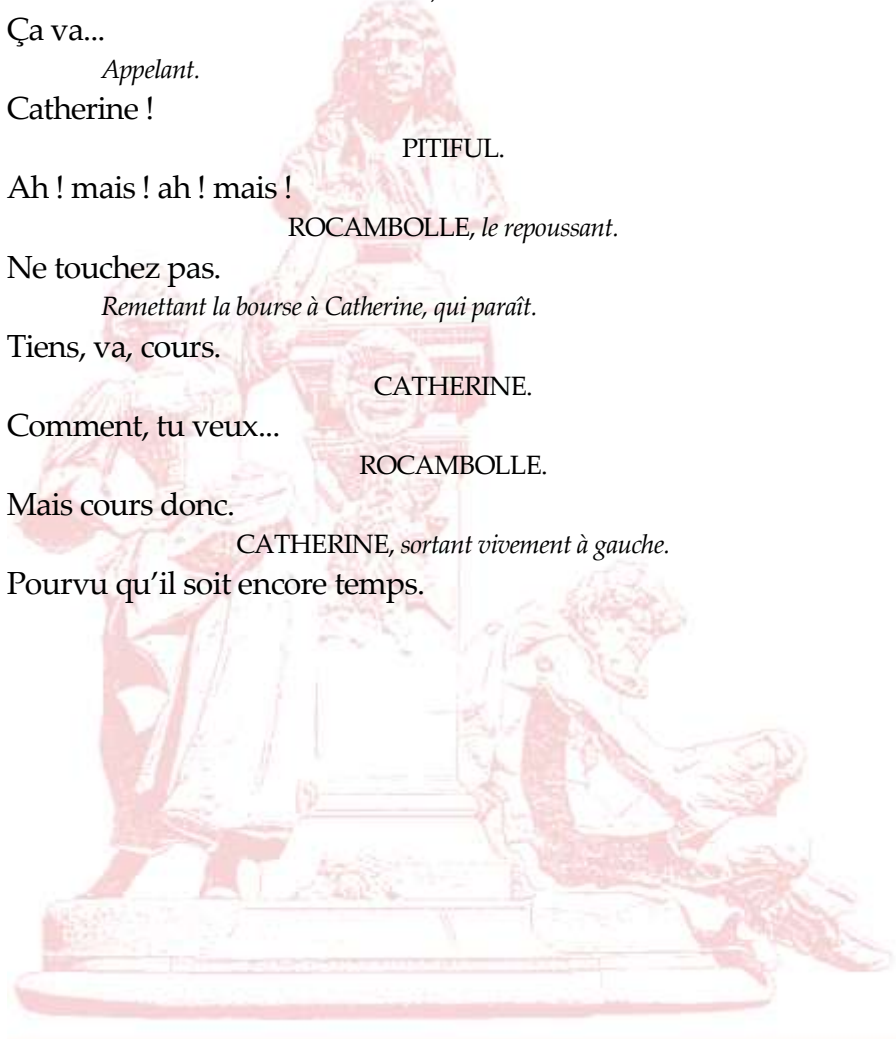 Ça va...
Appelant.
Catherine !
PITIFUL.
Ah ! mais ! ah ! mais !
ROCAMBOLLE, le repoussant.
Ne touchez pas.
Remettant la bourse à Catherine, qui paraît.
Tiens, va, cours.
CATHERINE.
Comment, tu veux...
ROCAMBOLLE.
Mais cours donc.
CATHERINE, sortant vivement à gauche.
Pourvu qu’il soit encore temps.